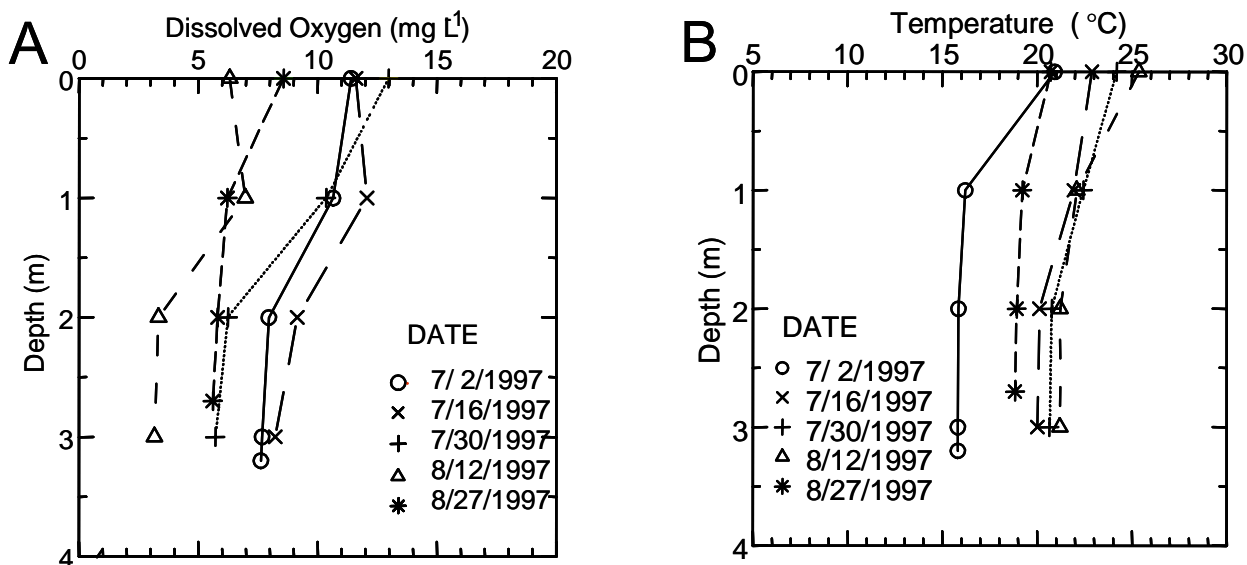 A
Dissolved Oxygen (mg L-1)
0 5 10 15 20
0
1
2
3
4
Depth (m)
DATE
7/ 2/1997
7/16/1997
7/30/1997
8/12/1997
8/27/1997
B
Temperature ( °C)
5 10 15 20 25 30
0
1
2
3
4
Depth (m)
DATE
7/ 2/1997
7/16/1997
7/30/1997
8/12/1997
8/27/1997